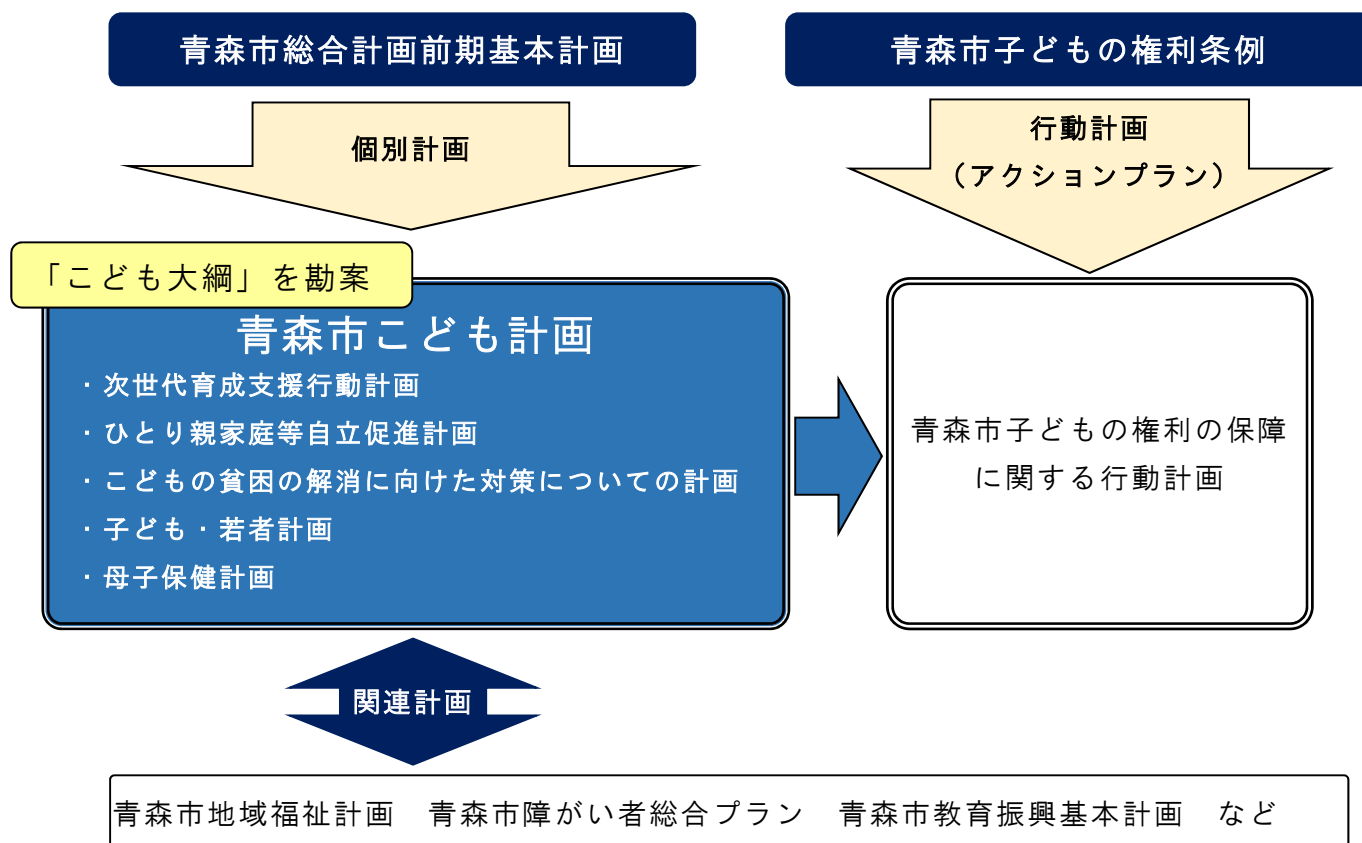 青森市総合計画前期基本計画
青森市子どもの権利条例
個別計画
行動計画
（アクションプラン）
「こども大綱」を勘案
青森市こども計画
・次世代育成支援行動計画
・ひとり親家庭等自立促進計画
・こどもの貧困の解消に向けた対策についての計画
・子ども・若者計画
・母子保健計画
青森市子どもの権利の保障
に関する行動計画
関連計画
青森市地域福祉計画　青森市障がい者総合プラン　青森市教育振興基本計画　など